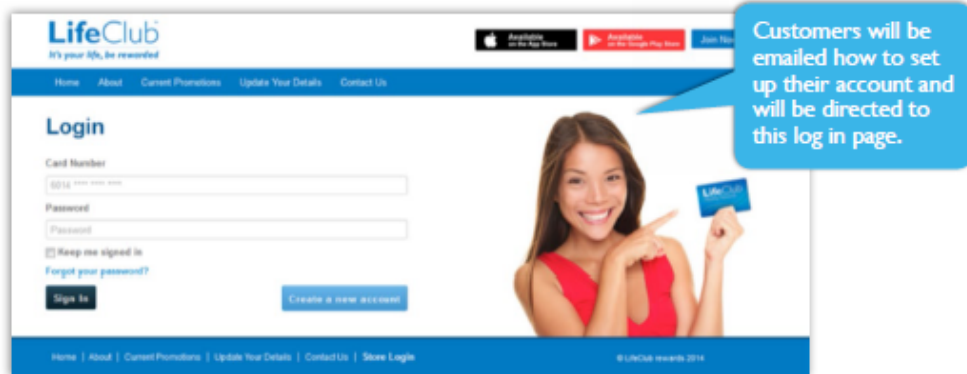 LifeClub
It's your life, be rewarded
Available
on the App Store
Available
on the Google Play Store
Join Now
Customers will be
emailed how to set
up their account and
will be directed to
this log in page.
Home About Current Promotions Update Your Details Contact Us
Login
Card Number
6014 **** **** ****
Password
Password
Keep me signed in
Forgot your password?
Sign In
Create a new account
LifeClub
Home | About | Current Promotions | Update Your Details | Contact Us | Store Login
© LifeClub rewards 2014